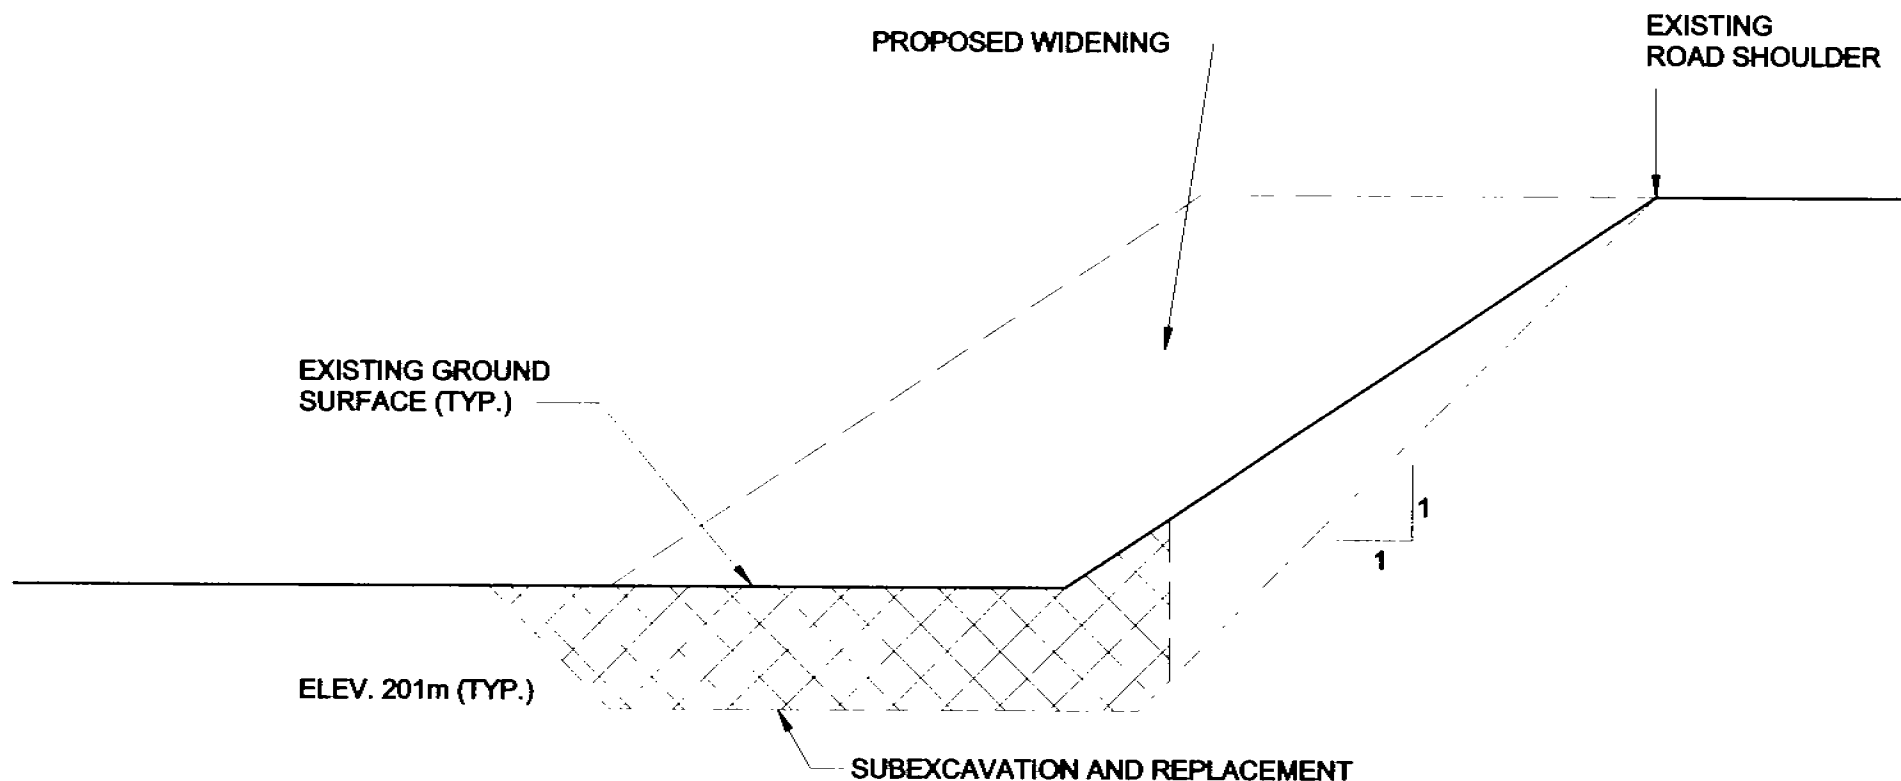 PROPOSED WIDENING
EXISTING
ROAD SHOULDER
EXISTING GROUND
SURFACE (TYP.)
1
1
ELEV. 201m (TYP.)
SUBEXCAVATION AND REPLACEMENT